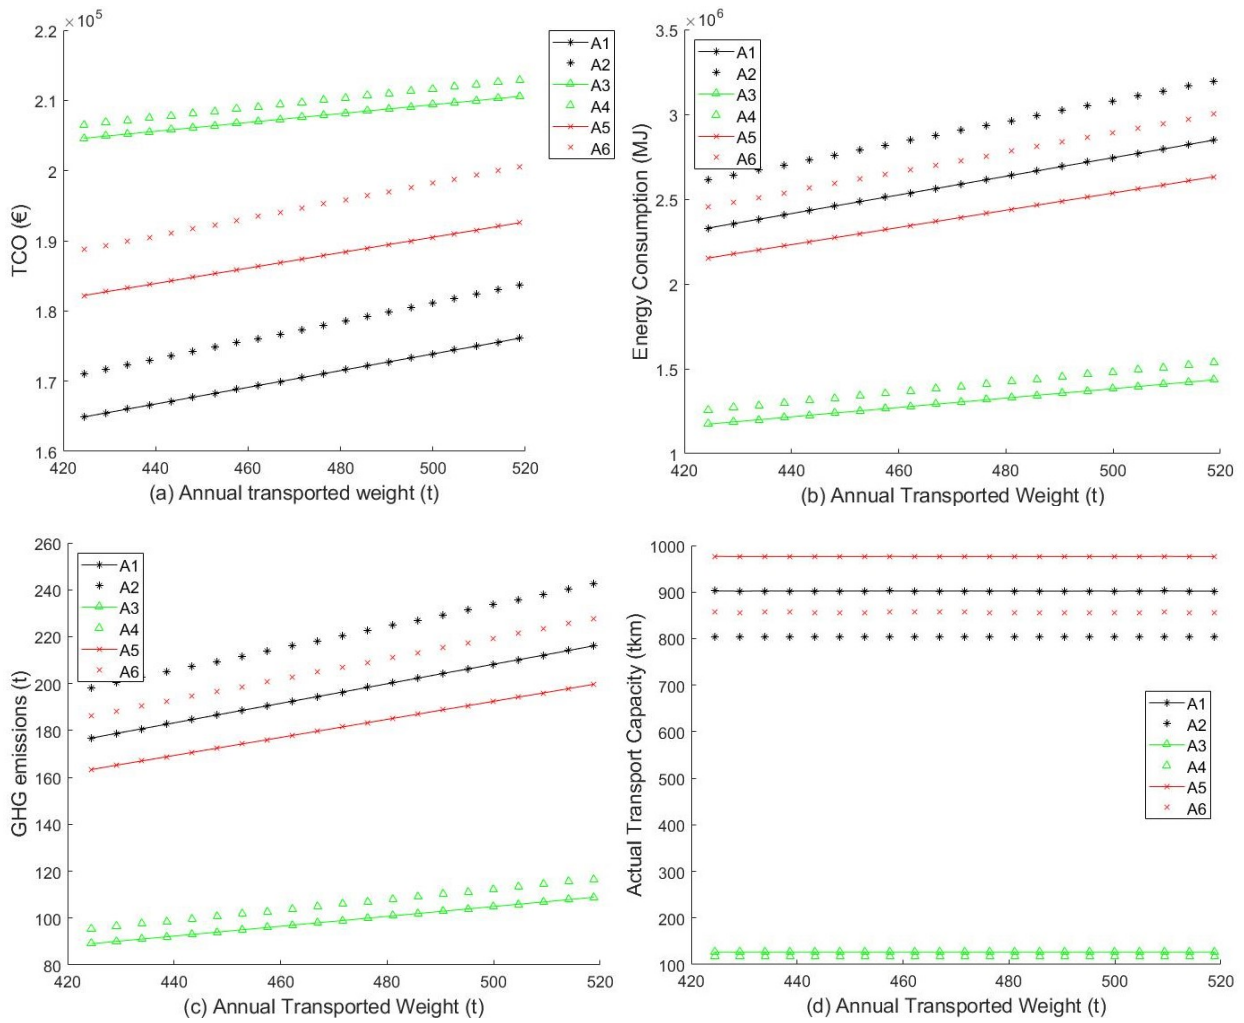 ×10⁵
2.2
2.1
2
1.9
1.8
1.7
1.6
TCO (€)
420 440 460 480 500 520
(a) Annual transported weight (t)
A1
A2
A3
A4
A5
A6
×10⁶
3.5
3
2.5
2
1.5
1
Energy Consumption (MJ)
420 440 460 480 500 520
(b) Annual Transported Weight (t)
A1
A2
A3
A4
A5
A6
260
240
220
200
180
160
140
120
100
80
GHG emissions (t)
420 440 460 480 500 520
(c) Annual Transported Weight (t)
A1
A2
A3
A4
A5
A6
1000
900
800
700
600
500
400
300
200
100
Actual Transport Capacity (tkm)
420 440 460 480 500 520
(d) Annual Transported Weight (t)
A1
A2
A3
A4
A5
A6